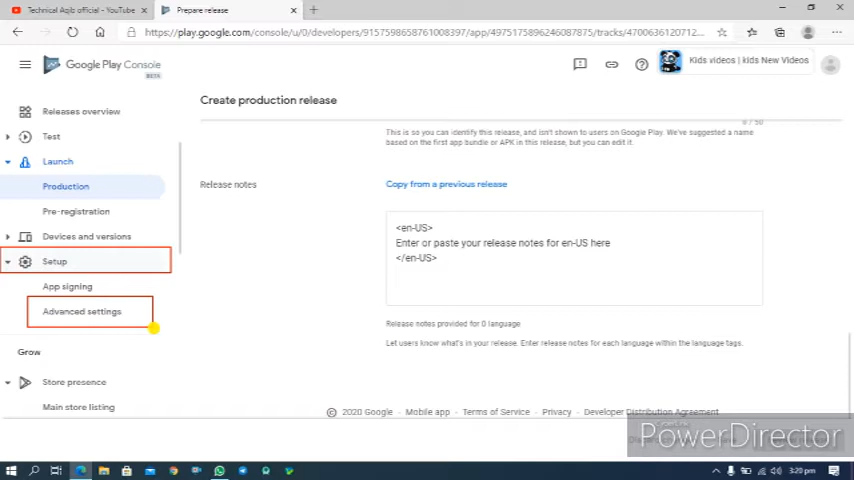 Technical Aqib discovered! - YouTube
Prepare release
https://play.google.com/console/u/0/developers/9157598658761008397/app/4975175896246087875/tracks/4700636120712...
Google Play Console
BETA
Kids videos | kids New Videos
Releases overview
Test
Launch
Production
Pre-registration
Devices and versions
Setup
App signing
Advanced settings
Grow
Store presence
Main store listing
Create production release
0 / 50
This is so you can identify this release, and isn't shown to users on Google Play. We've suggested a name
based on the first app bundle or APK in this release, but you can edit it.
Release notes
Copy from a previous release
<en-US>
Enter or paste your release notes for en-US here
</en-US>
Release notes provided for 0 language
Let users know what's in your release. Enter release notes for each language within the language tags.
© 2020 Google · Mobile app · Terms of Service · Privacy · Developer Distribution Agreement
PowerDirector
3:20 pm